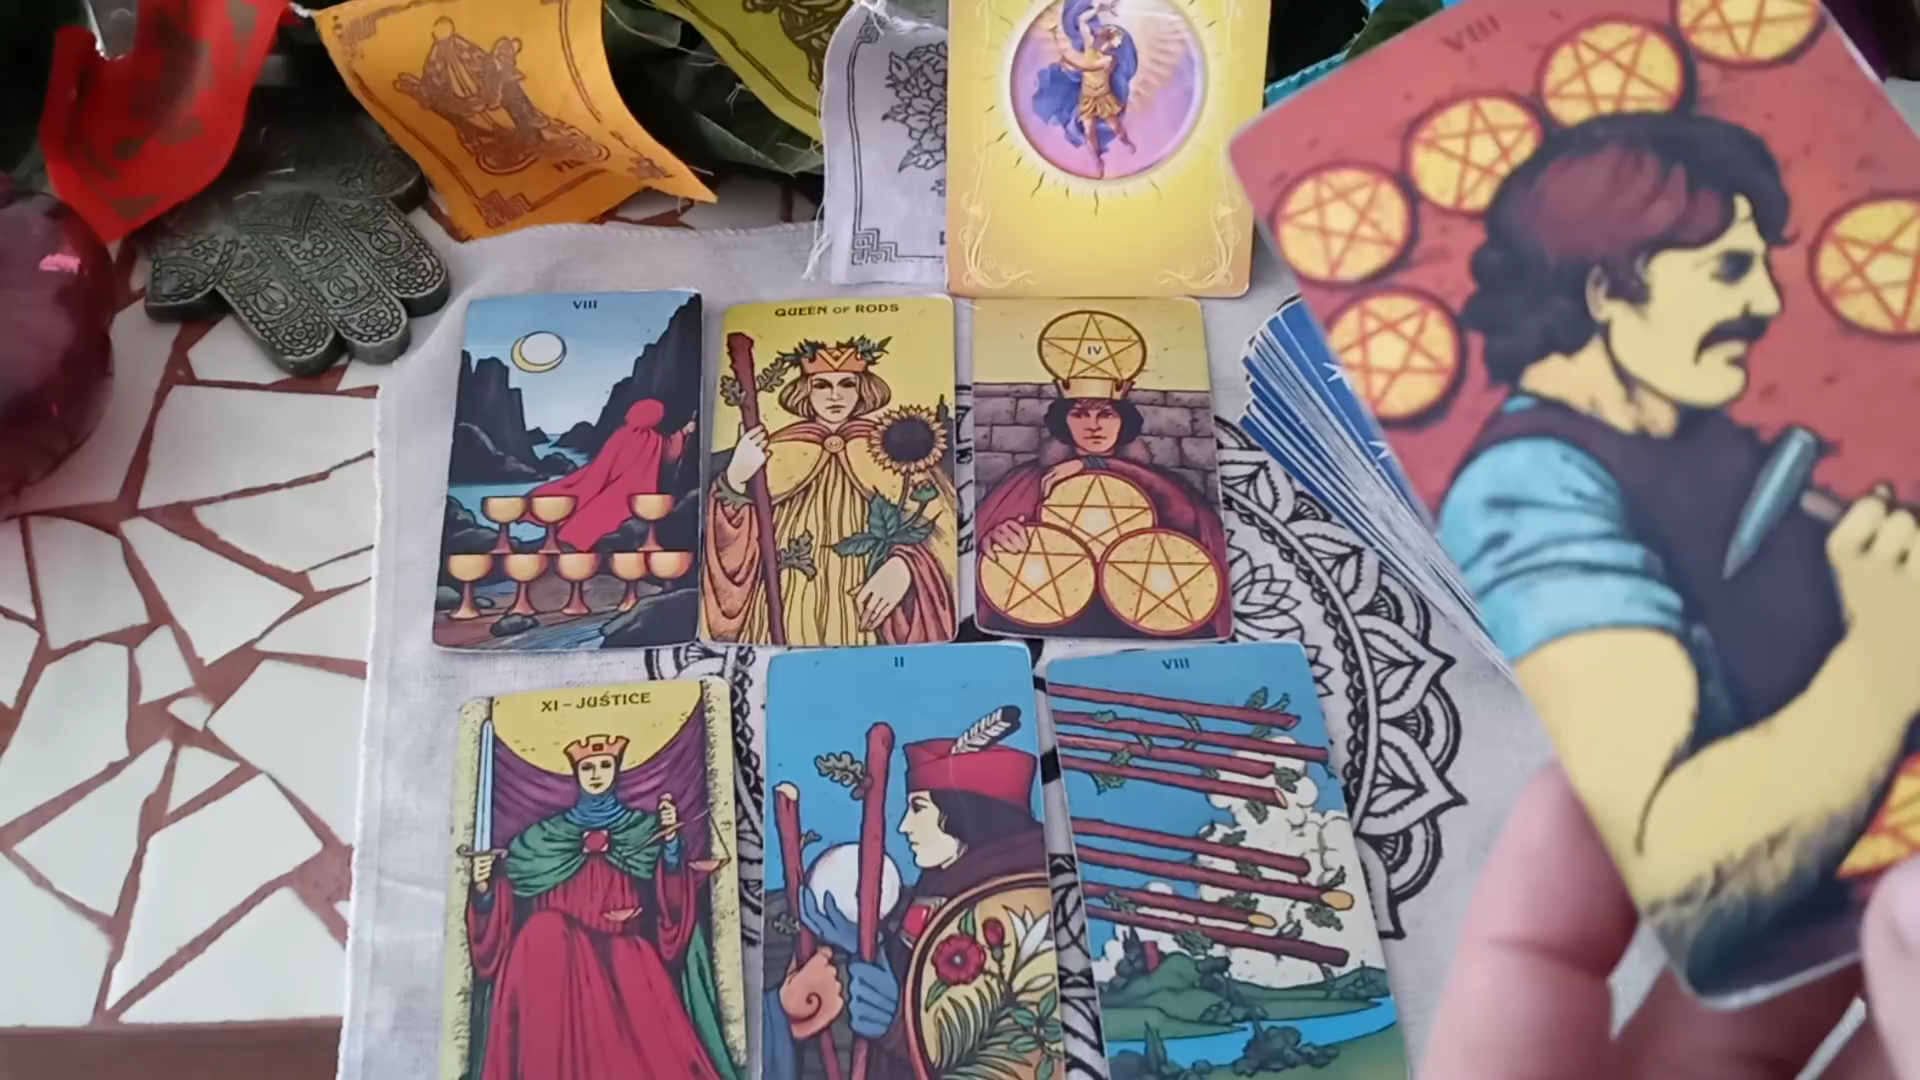 VIII
VIII
QUEEN OF RODS
IV
XI – JUSTICE
II
VIII